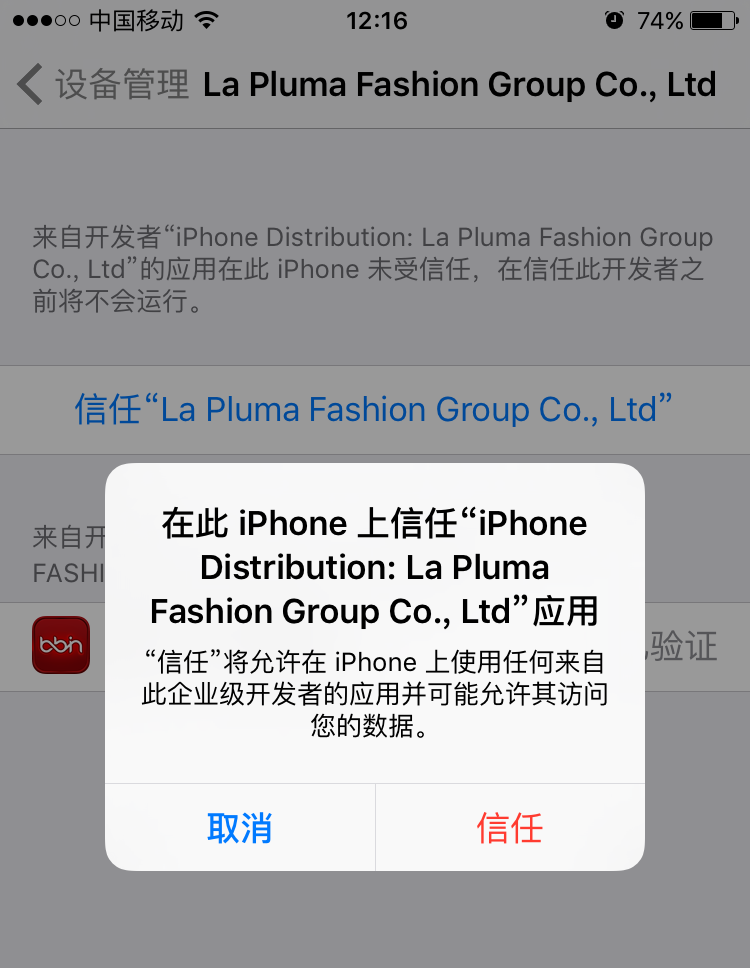 中国移动 12:16 74%
设备管理 La Pluma Fashion Group Co., Ltd
来自开发者“iPhone Distribution: La Pluma Fashion Group
Co., Ltd”的应用在此 iPhone 未受信任，在信任此开发者之
前将不会运行。
信任“La Pluma Fashion Group Co., Ltd”
来自开
FASHI
在此 iPhone 上信任“iPhone
Distribution: La Pluma
Fashion Group Co., Ltd”应用
“信任”将允许在 iPhone 上使用任何来自
此企业级开发者的应用并可能允许其访问
您的数据。
bbin
验证
取消 信任